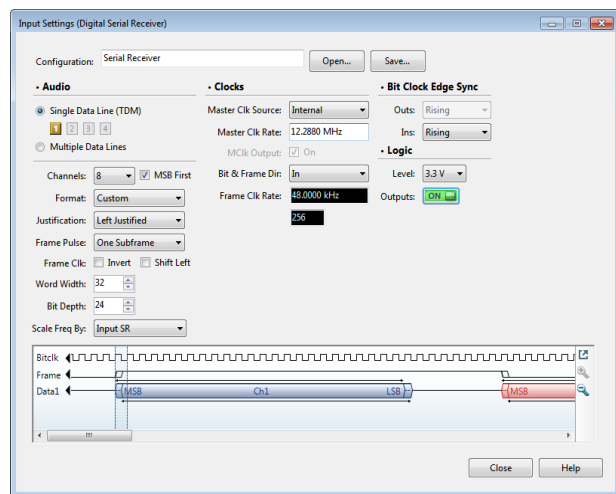 Input Settings (Digital Serial Receiver)
Configuration: Serial Receiver Open... Save...
• Audio
Single Data Line (TDM)
1 2 3 4
Multiple Data Lines
Channels: 8 MSB First
Format: Custom
Justification: Left Justified
Frame Pulse: One Subframe
Frame Clk: Invert Shift Left
Word Width: 32
Bit Depth: 24
Scale Freq By: Input SR
• Clocks
Master Clk Source: Internal
Master Clk Rate: 12.2880 MHz
MClk Output: On
Bit & Frame Dir: In
Frame Clk Rate: 48.0000 kHz
256
• Bit Clock Edge Sync
Outs: Rising
Ins: Rising
• Logic
Level: 3.3 V
Outputs: ON
Bitclk
Frame
Data1 MSB Ch1 LSB MSB
Close Help